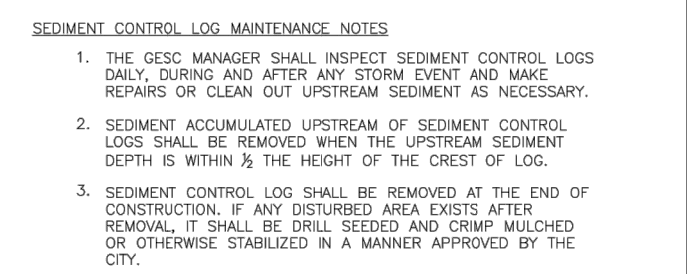 SEDIMENT CONTROL LOG MAINTENANCE NOTES
1. THE GESC MANAGER SHALL INSPECT SEDIMENT CONTROL LOGS
DAILY, DURING AND AFTER ANY STORM EVENT AND MAKE
REPAIRS OR CLEAN OUT UPSTREAM SEDIMENT AS NECESSARY.
2. SEDIMENT ACCUMULATED UPSTREAM OF SEDIMENT CONTROL
LOGS SHALL BE REMOVED WHEN THE UPSTREAM SEDIMENT
DEPTH IS WITHIN ½ THE HEIGHT OF THE CREST OF LOG.
3. SEDIMENT CONTROL LOG SHALL BE REMOVED AT THE END OF
CONSTRUCTION. IF ANY DISTURBED AREA EXISTS AFTER
REMOVAL, IT SHALL BE DRILL SEEDED AND CRIMP MULCHED
OR OTHERWISE STABILIZED IN A MANNER APPROVED BY THE
CITY.